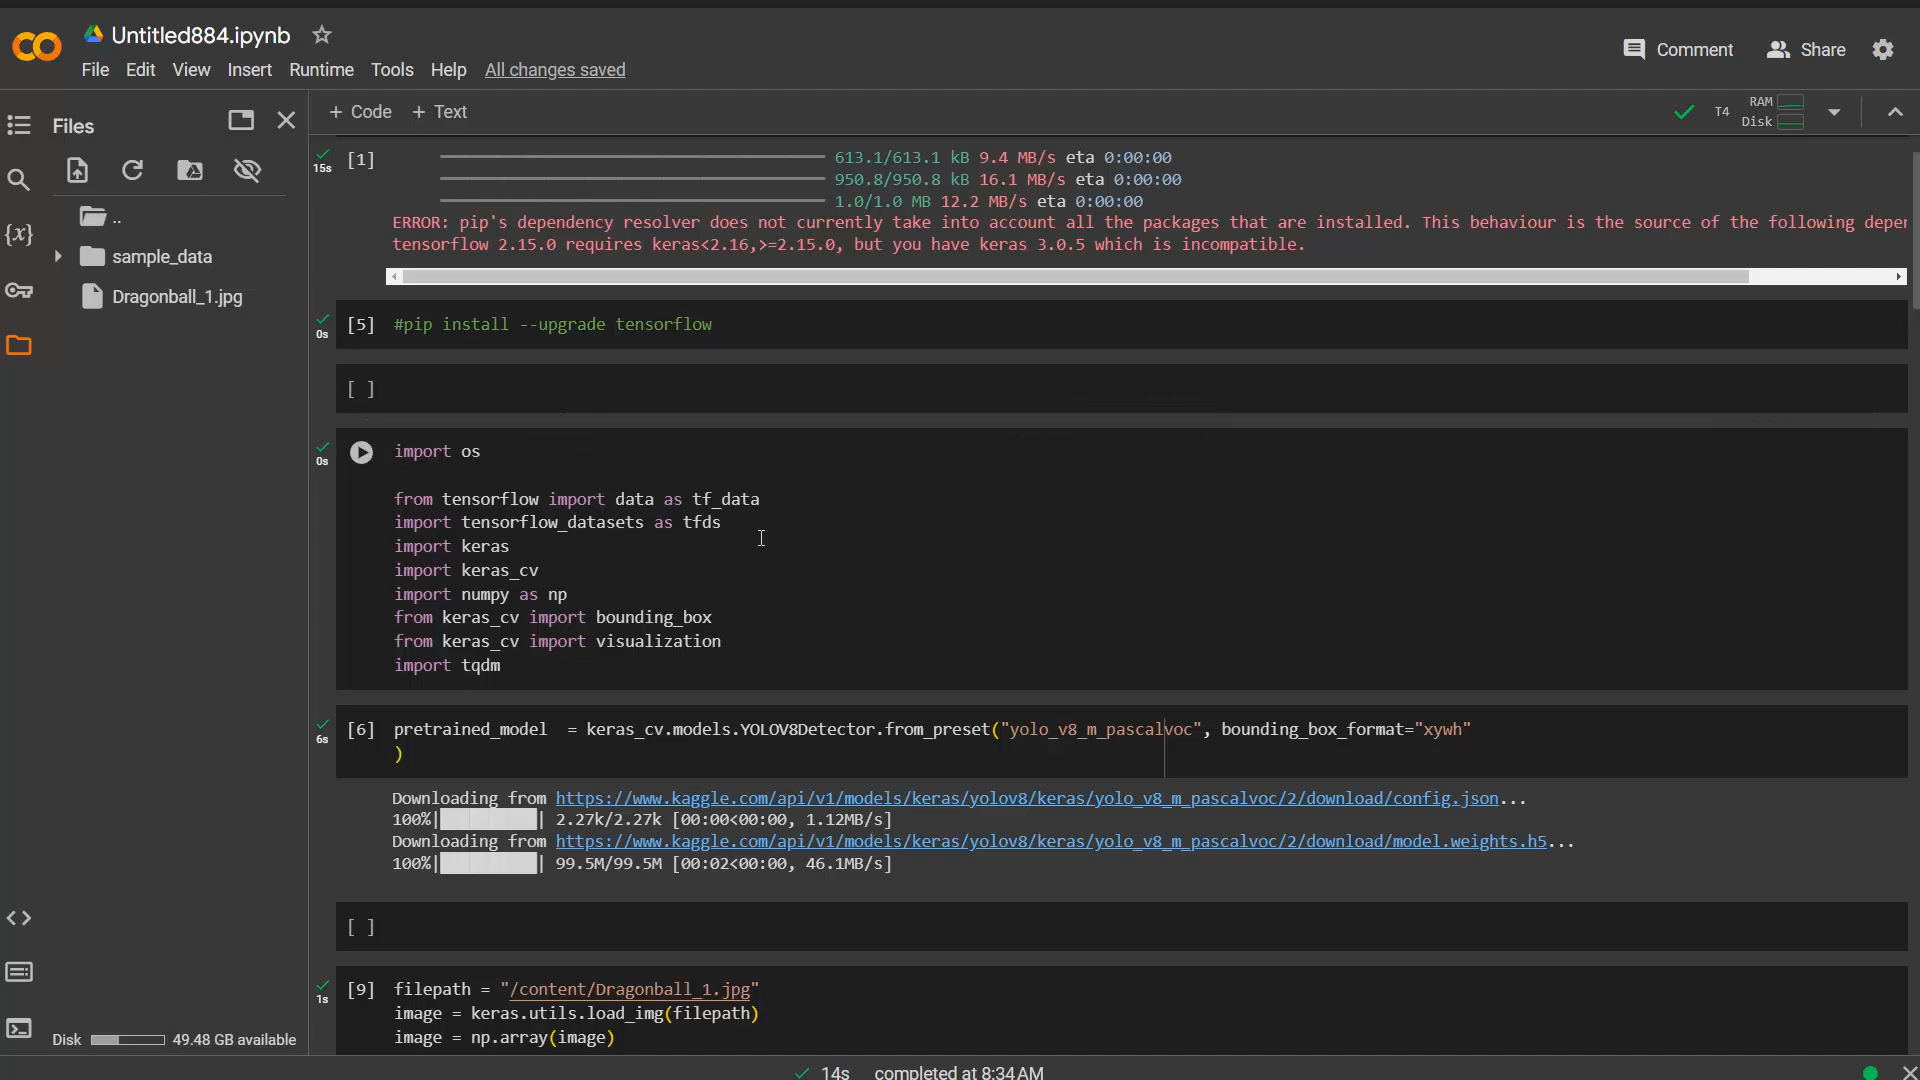 Untitled884.ipynb
File Edit View Insert Runtime Tools Help All changes saved
Comment Share
Files
+ Code + Text
T4 RAM Disk
..
sample_data
Dragonball_1.jpg
{x}
Disk 49.48 GB available
15s [1] 613.1/613.1 kB 9.4 MB/s eta 0:00:00
950.8/950.8 kB 16.1 MB/s eta 0:00:00
1.0/1.0 MB 12.2 MB/s eta 0:00:00
ERROR: pip's dependency resolver does not currently take into account all the packages that are installed. This behaviour is the source of the following deper
tensorflow 2.15.0 requires keras<2.16,>=2.15.0, but you have keras 3.0.5 which is incompatible.
0s [5] #pip install --upgrade tensorflow
[ ]
0s import os
from tensorflow import data as tf_data
import tensorflow_datasets as tfds
import keras
import keras_cv
import numpy as np
from keras_cv import bounding_box
from keras_cv import visualization
import tqdm
6s [6] pretrained_model = keras_cv.models.YOLOV8Detector.from_preset("yolo_v8_m_pascalvoc", bounding_box_format="xywh"
)
Downloading from https://www.kaggle.com/api/v1/models/keras/yolov8/keras/yolo_v8_m_pascalvoc/2/download/config.json...
100%|██████████| 2.27k/2.27k [00:00<00:00, 1.12MB/s]
Downloading from https://www.kaggle.com/api/v1/models/keras/yolov8/keras/yolo_v8_m_pascalvoc/2/download/model.weights.h5...
100%|██████████| 99.5M/99.5M [00:02<00:00, 46.1MB/s]
[ ]
1s [9] filepath = "/content/Dragonball_1.jpg"
image = keras.utils.load_img(filepath)
image = np.array(image)
14s completed at 8:34 AM